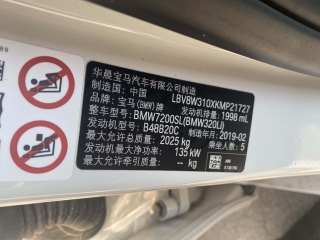 华晨宝马汽车有限公司制造
制造国：中国 LBV8W310XKMP21727
品牌：宝马(BMW)牌 发动机排量：1998 mL
整车型号：BMW7200SL(BMW320Li)
发动机型号：B48B20C 制造年月：2019-02
最大允许总质量：2025 kg 乘坐人数：5
发动机最大净功率：135 kW
最大允许牵引质量：-- kg